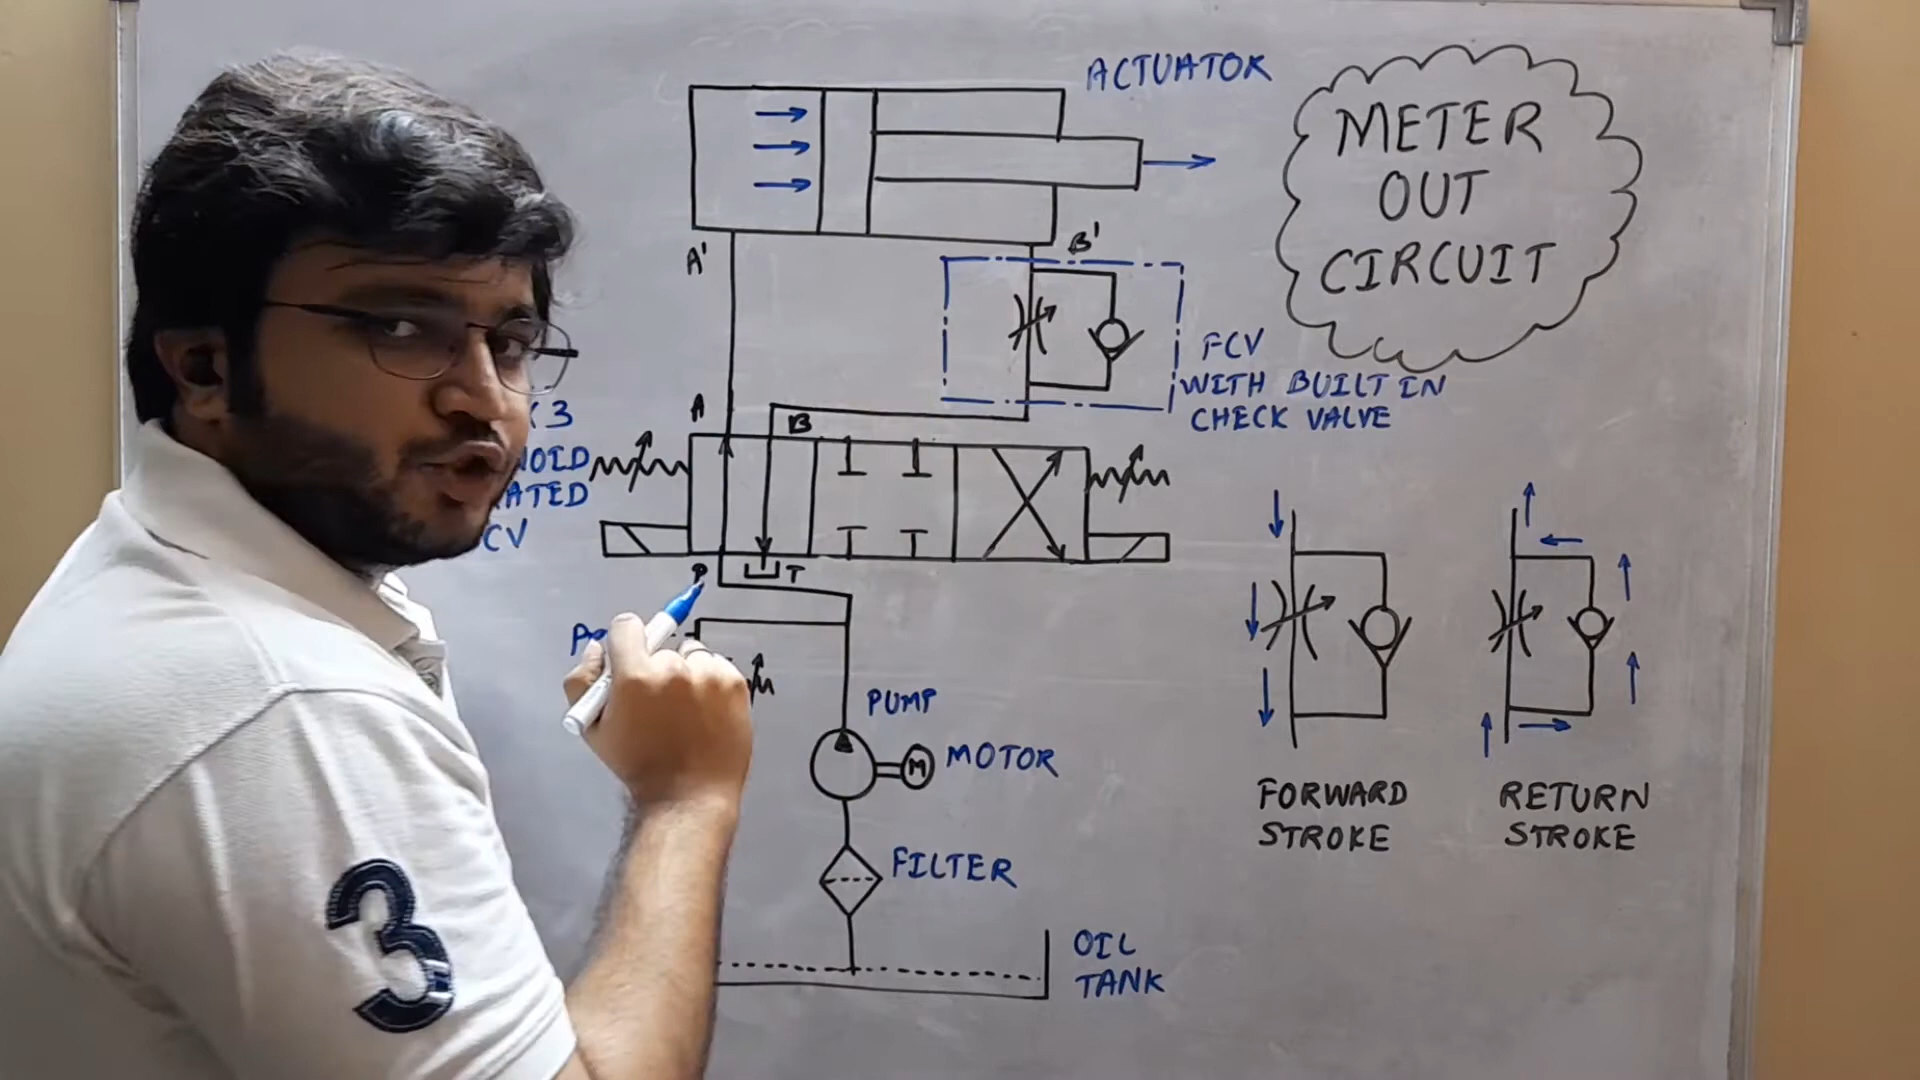 ACTUATOR
METER
OUT
CIRCUIT
A'
B'
FCV
WITH BUILT IN
CHECK VALVE
A
B
3
P
T
PUMP
M
MOTOR
FILTER
OIL
TANK
FORWARD
STROKE
RETURN
STROKE
3